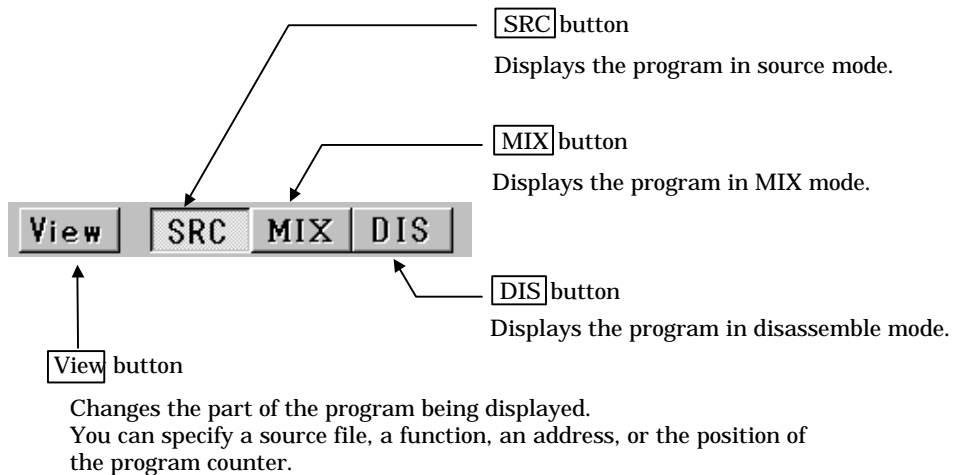 SRC button
Displays the program in source mode.
MIX button
Displays the program in MIX mode.
View SRC MIX DIS
DIS button
Displays the program in disassemble mode.
View button
Changes the part of the program being displayed.
You can specify a source file, a function, an address, or the position of
the program counter.